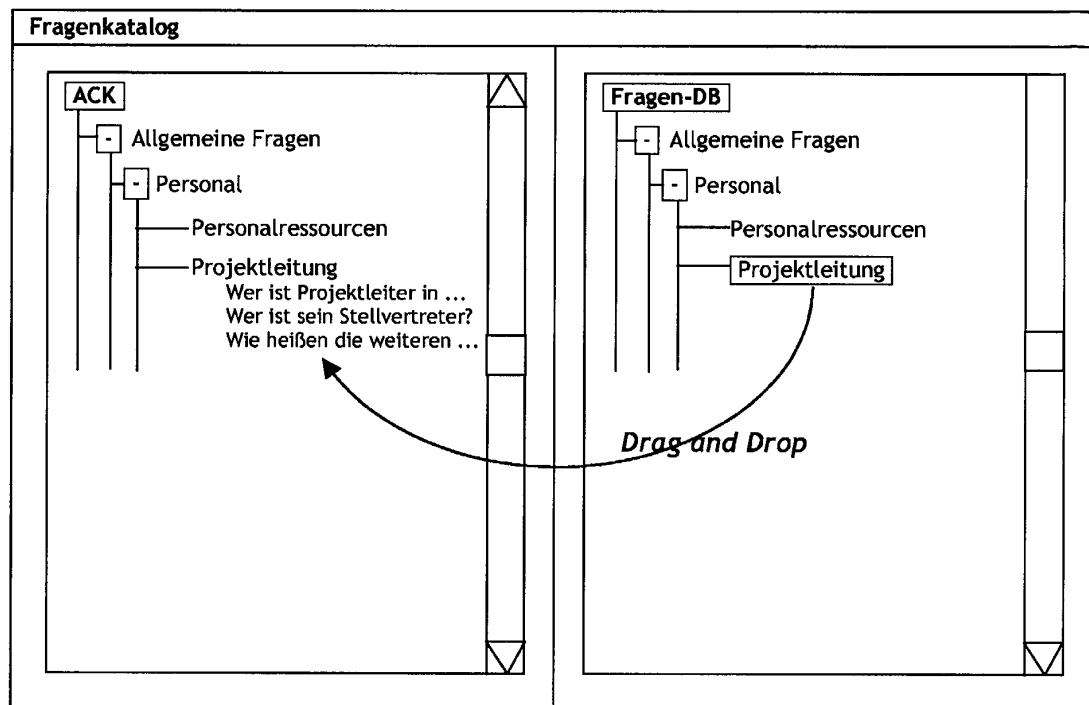 Fragenkatalog
ACK
- Allgemeine Fragen
- Personal
Personalressourcen
Projektleitung
Wer ist Projektleiter in ...
Wer ist sein Stellvertreter?
Wie heißen die weiteren ...
Fragen-DB
- Allgemeine Fragen
- Personal
Personalressourcen
Projektleitung
Drag and Drop